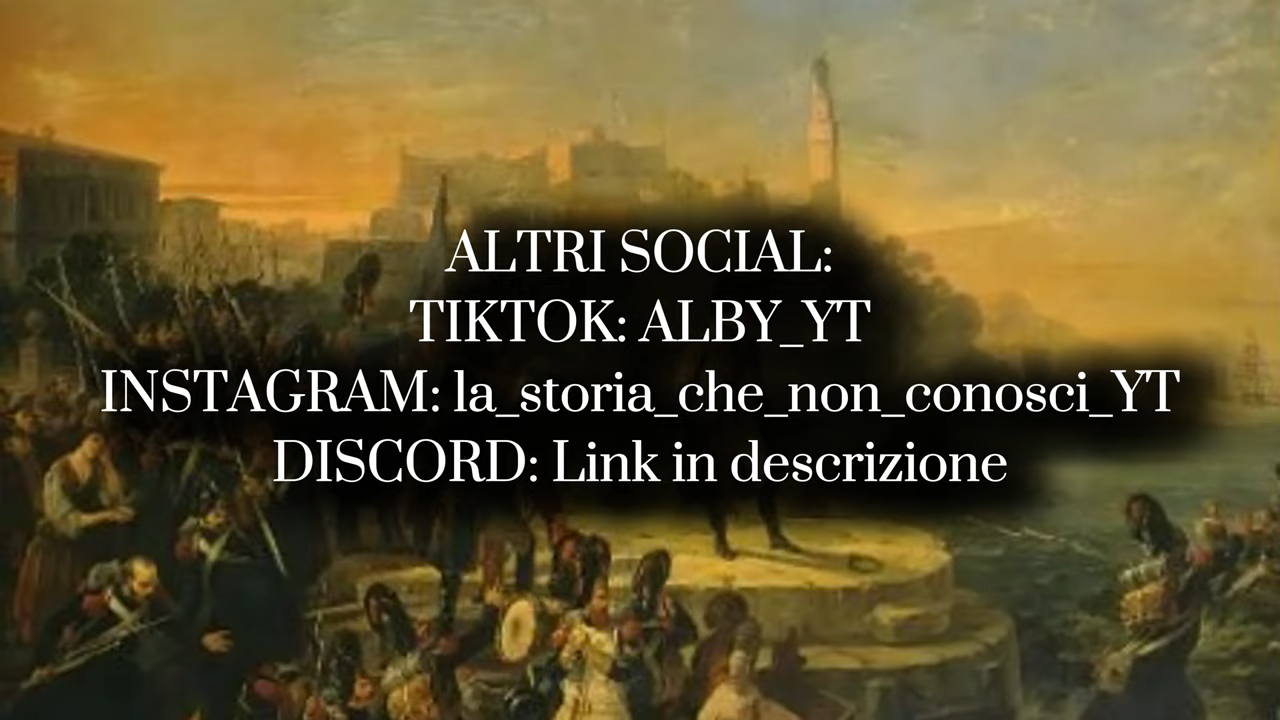 ALTRI SOCIAL:
TIKTOK: ALBY_YT
INSTAGRAM: la_storia_che_non_conosci_YT
DISCORD: Link in descrizione